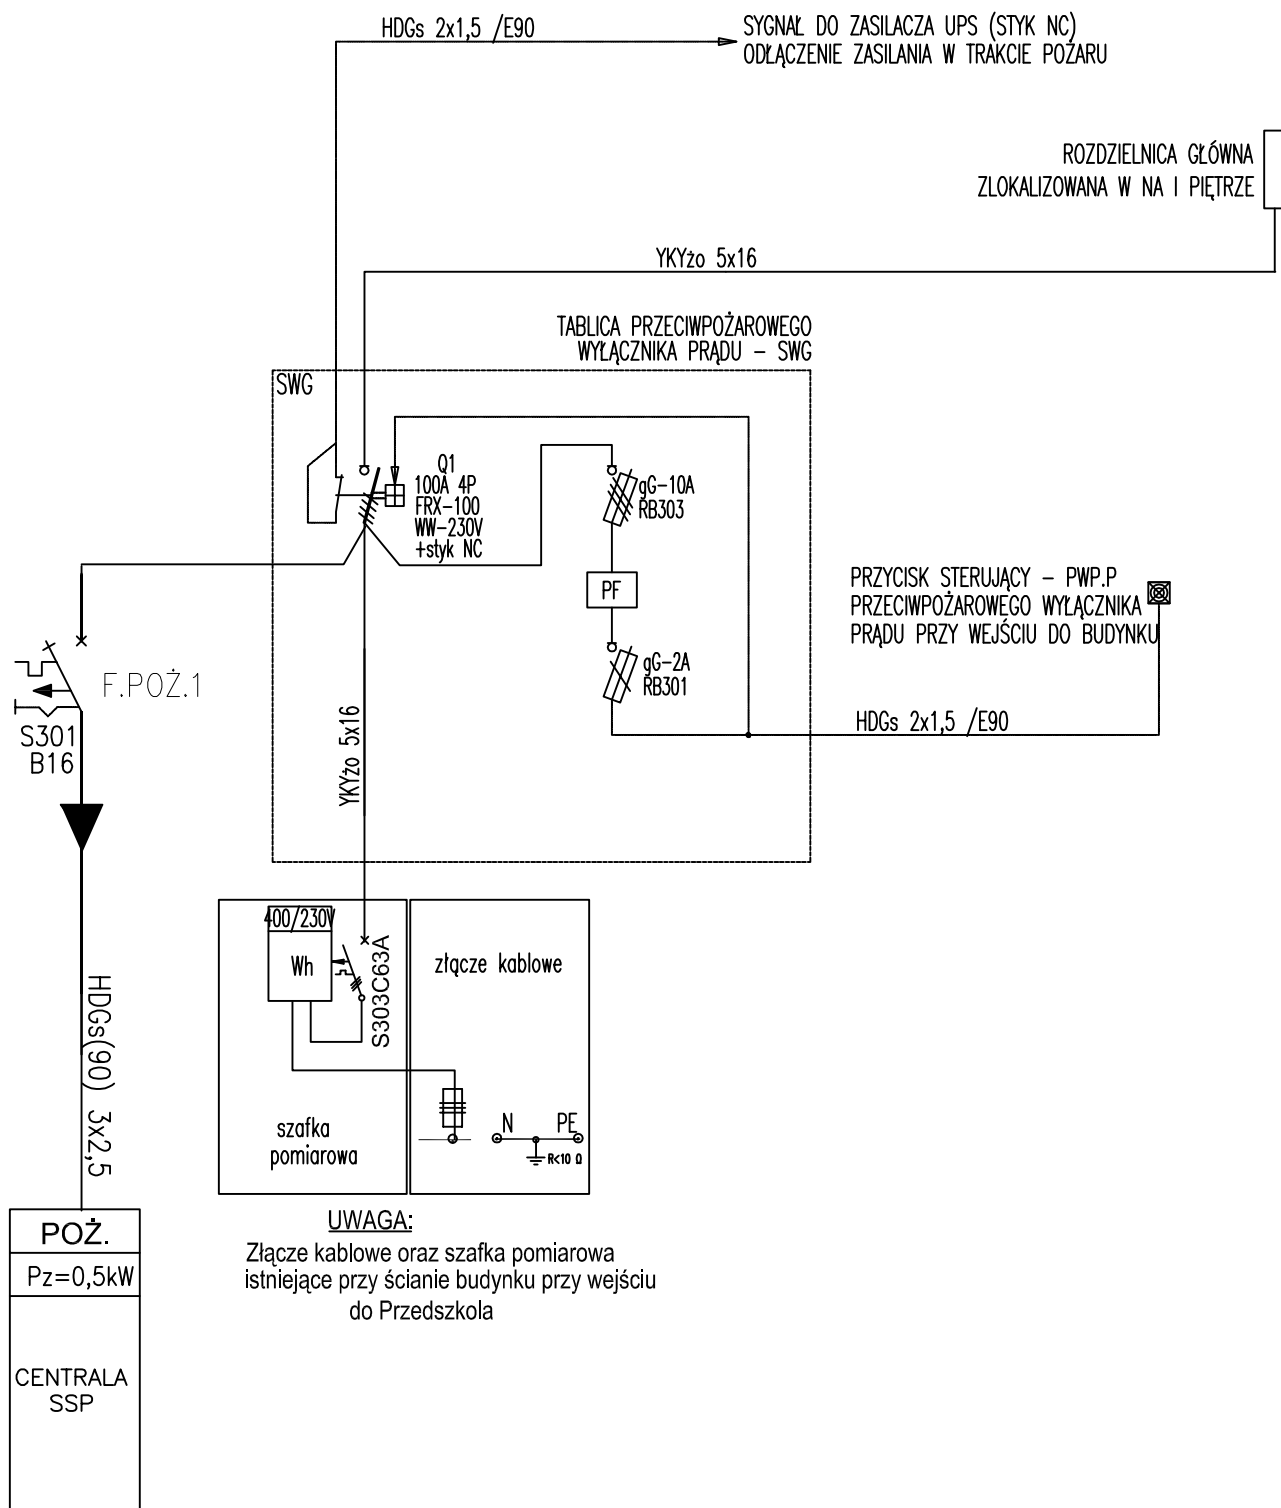 HDGs 2x1,5 /E90
SYGNAŁ DO ZASILACZA UPS (STYK NC)
ODŁĄCZENIE ZASILANIA W TRAKCIE POŻARU
ROZDZIELNICA GŁÓWNA
ZLOKALIZOWANA W NA I PIĘTRZE
YKYżo 5x16
TABLICA PRZECIWPOŻAROWEGO
WYŁĄCZNIKA PRĄDU – SWG
SWG
Q1
100A 4P
FRX–100
WW–230V
+styk NC
gG–10A
RB303
PF
gG–2A
RB301
PRZYCISK STERUJĄCY – PWP.P
PRZECIWPOŻAROWEGO WYŁĄCZNIKA
PRĄDU PRZY WEJŚCIU DO BUDYNKU
HDGs 2x1,5 /E90
F.POŻ.1
S301
B16
YKYżo 5x16
400/230V
Wh
S303C63A
złącze kablowe
szafka
pomiarowa
N
PE
R<10 Ω
HDGs(90) 3x2,5
UWAGA:
Złącze kablowe oraz szafka pomiarowa
istniejące przy ścianie budynku przy wejściu
do Przedszkola
POŻ.
Pz=0,5kW
CENTRALA
SSP